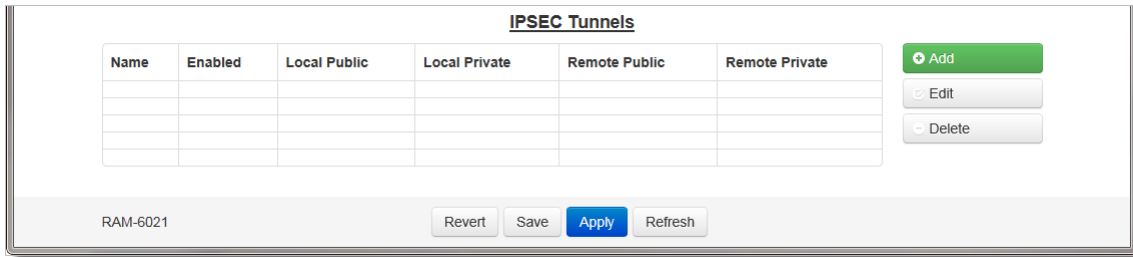 IPSEC Tunnels
Name Enabled Local Public Local Private Remote Public Remote Private
Add
Edit
Delete
RAM-6021 Revert Save Apply Refresh